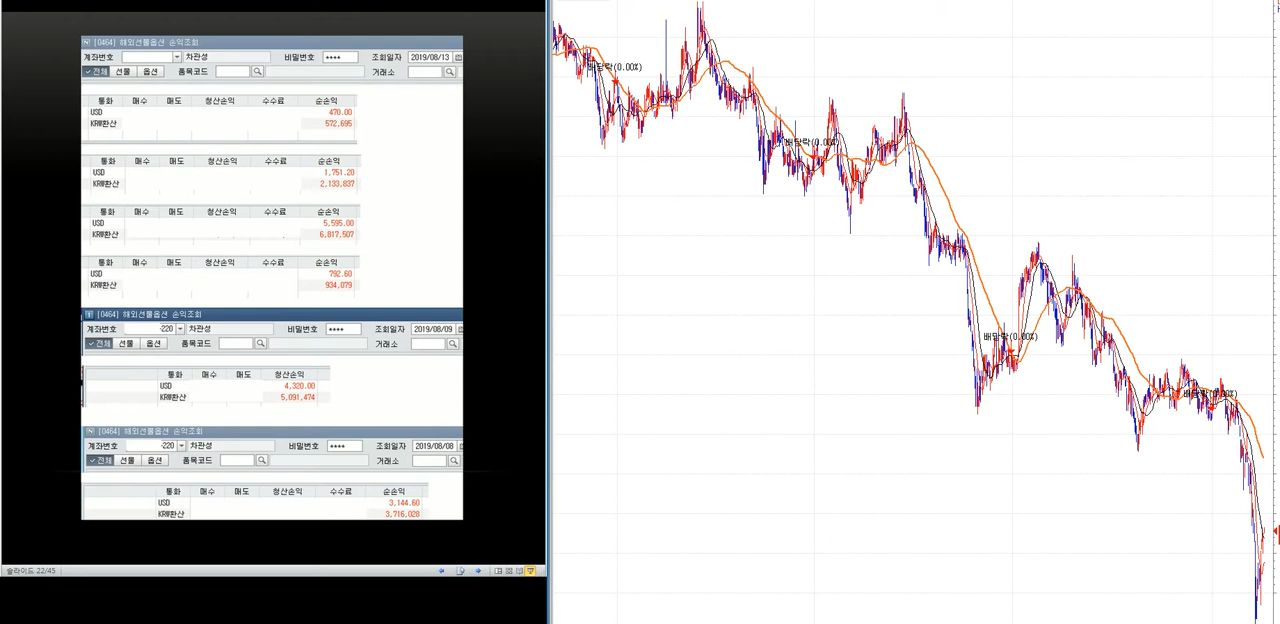 [0464] 해외선물옵션 손익조회
계좌번호 차관성 비밀번호 **** 조회일자 2019/08/13
전체 선물 옵션 품목코드 거래소
통화 매수 매도 청산손익 수수료 순손익
USD 470.00
KRW환산 572,695
통화 매수 매도 청산손익 수수료 순손익
USD 1,751.20
KRW환산 2,133,837
통화 매수 매도 청산손익 수수료 순손익
USD 5,595.00
KRW환산 6,817,507
통화 매수 매도 청산손익 수수료 순손익
USD 792.60
KRW환산 934,079
[0464] 해외선물옵션 손익조회
계좌번호 -220 차관성 비밀번호 **** 조회일자 2019/08/09
전체 선물 옵션 품목코드 거래소
통화 매수 매도 청산손익
USD 4,320.00
KRW환산 5,091,474
[0464] 해외선물옵션 손익조회
계좌번호 -220 차관성 비밀번호 **** 조회일자 2019/08/08
전체 선물 옵션 품목코드 거래소
통화 매수 매도 청산손익 수수료 순손익
USD 3,144.60
KRW환산 3,716,028
슬라이드 22/45
배당락(0.00%)
배당락(0.00%)
배당락(0.00%)
배당락(0.00%)